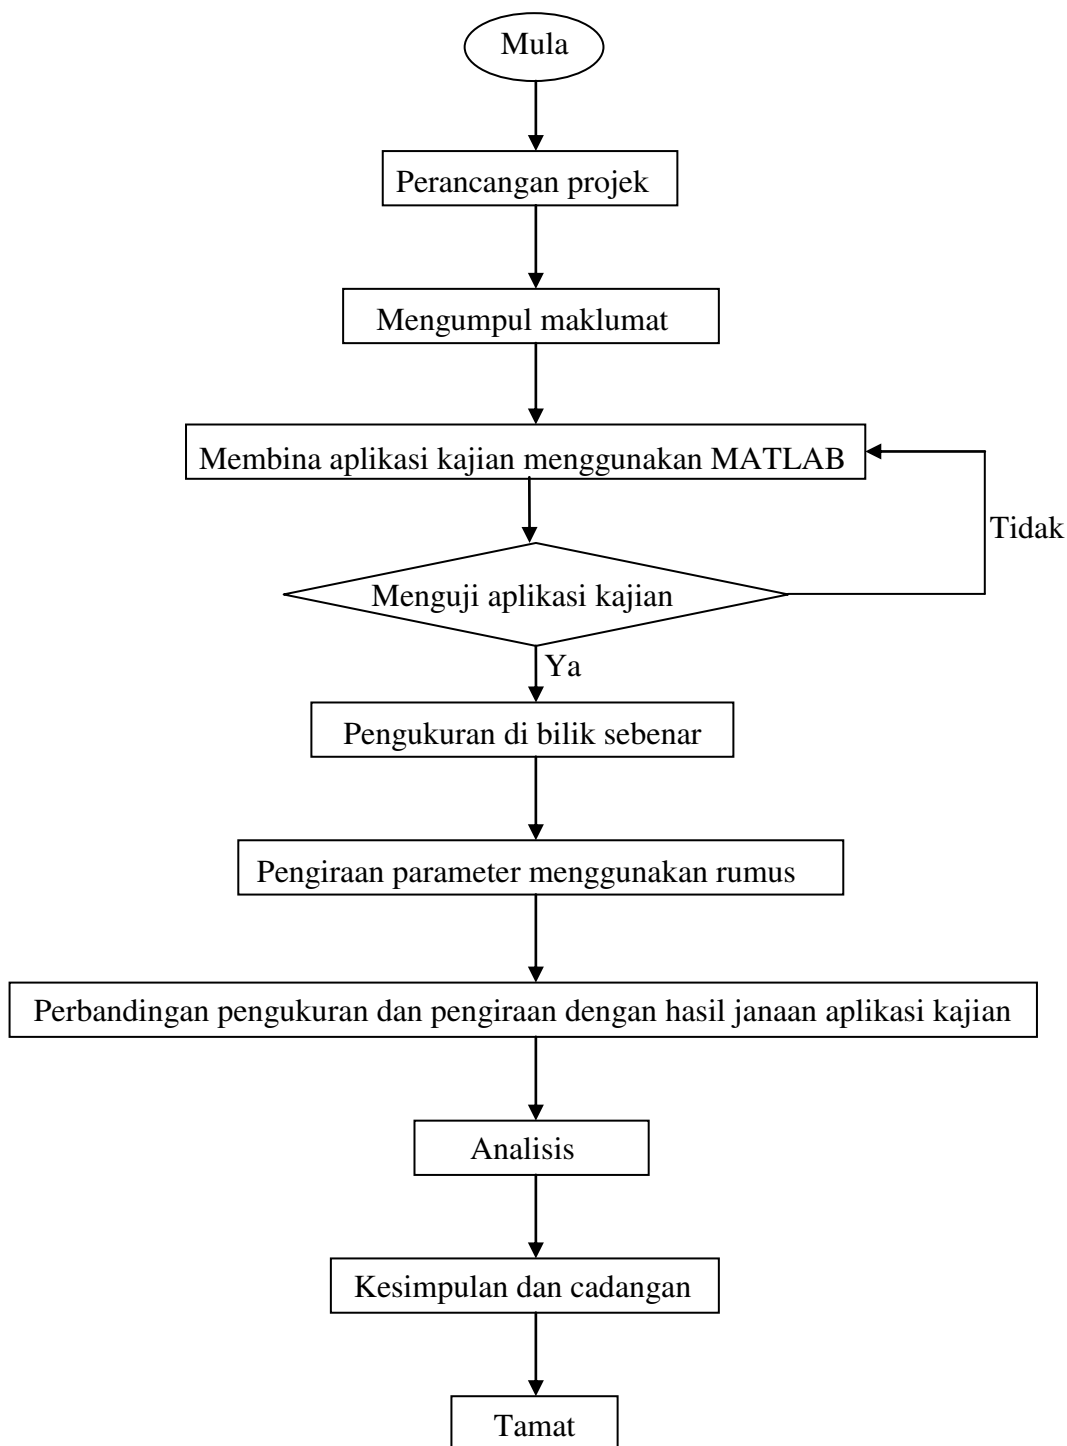 Mula
Perancangan projek
Mengumpul maklumat
Membina aplikasi kajian menggunakan MATLAB
Tidak
Menguji aplikasi kajian
Ya
Pengukuran di bilik sebenar
Pengiraan parameter menggunakan rumus
Perbandingan pengukuran dan pengiraan dengan hasil janaan aplikasi kajian
Analisis
Kesimpulan dan cadangan
Tamat